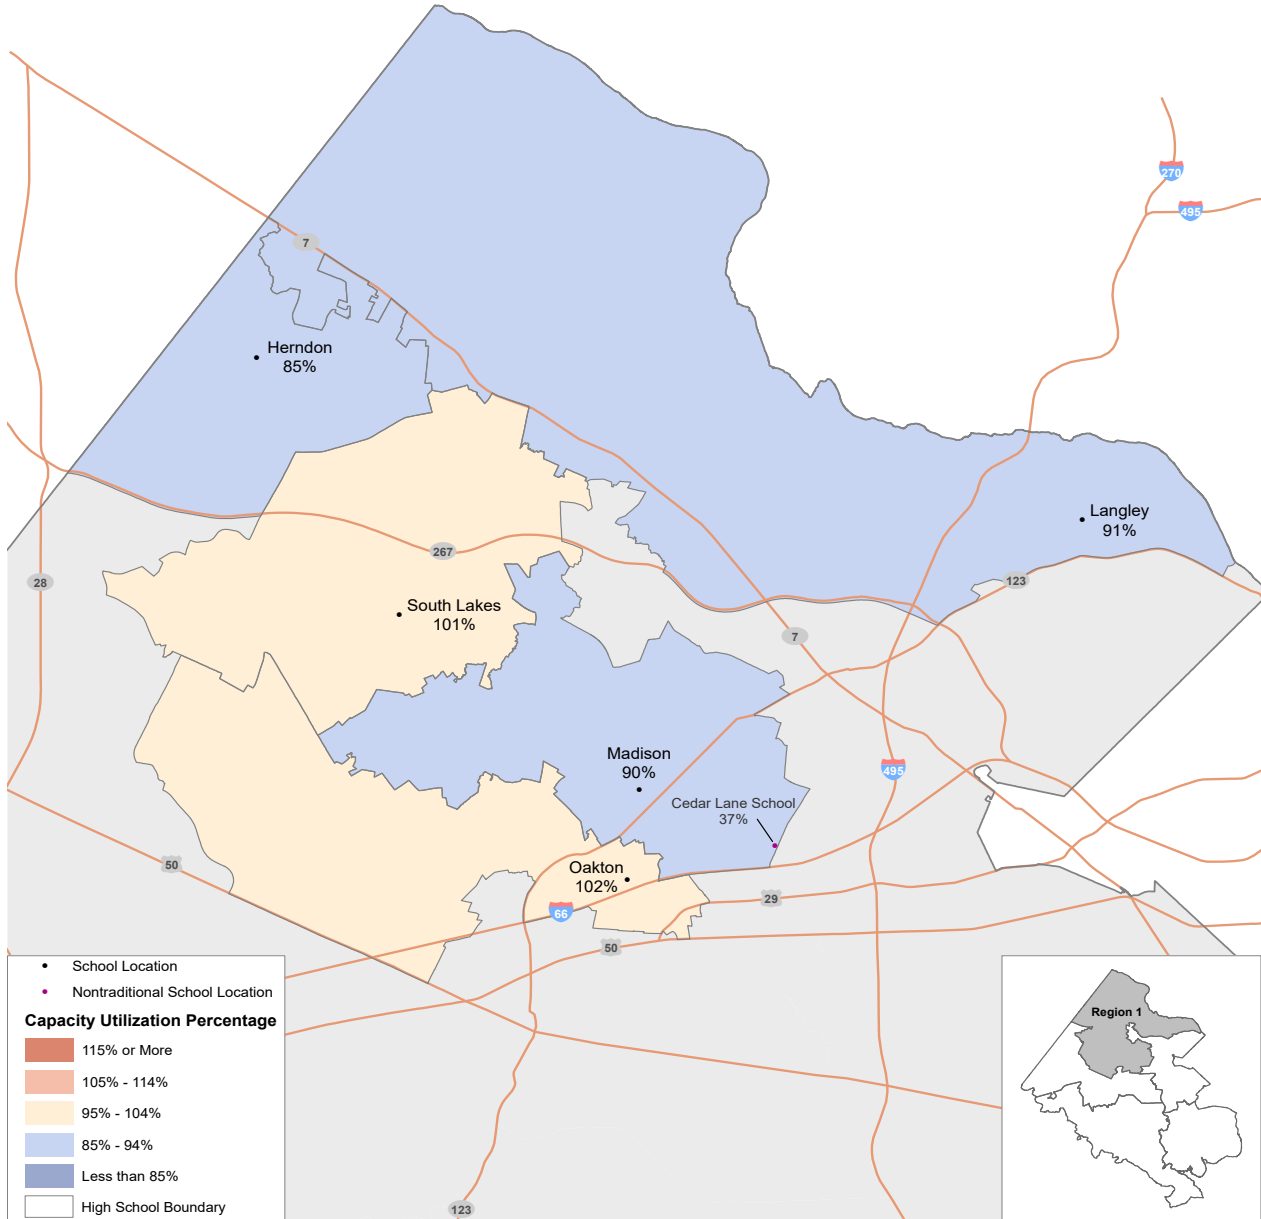 270
495
7
Herndon
85%
Langley
91%
267
123
28
South Lakes
101%
7
Madison
90%
495
Cedar Lane School
37%
50
Oakton
102%
29
66
50
School Location
Nontraditional School Location
Capacity Utilization Percentage
115% or More
105% - 114%
95% - 104%
85% - 94%
Less than 85%
High School Boundary
123
Region 1